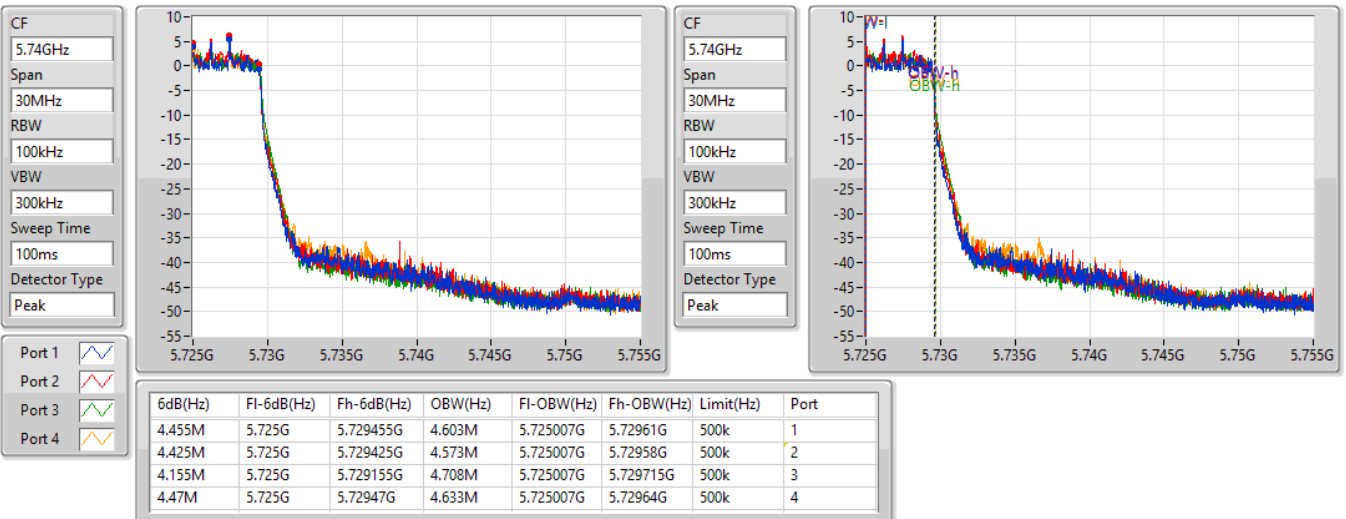 CF
5.74GHz
Span
30MHz
RBW
100kHz
VBW
300kHz
Sweep Time
100ms
Detector Type
Peak
10
5
0
-5
-10
-15
-20
-25
-30
-35
-40
-45
-50
-55
5.725G 5.73G 5.735G 5.74G 5.745G 5.75G 5.755G
CF
5.74GHz
Span
30MHz
RBW
100kHz
VBW
300kHz
Sweep Time
100ms
Detector Type
Peak
10
5
0
-5
-10
-15
-20
-25
-30
-35
-40
-45
-50
-55
W-l
OBW-h
OBW-h
5.725G 5.73G 5.735G 5.74G 5.745G 5.75G 5.755G
Port 1
Port 2
Port 3
Port 4
6dB(Hz) Fl-6dB(Hz) Fh-6dB(Hz) OBW(Hz) Fl-OBW(Hz) Fh-OBW(Hz) Limit(Hz) Port
4.455M 5.725G 5.729455G 4.603M 5.725007G 5.72961G 500k 1
4.425M 5.725G 5.729425G 4.573M 5.725007G 5.72958G 500k 2
4.155M 5.725G 5.729155G 4.708M 5.725007G 5.729715G 500k 3
4.47M 5.725G 5.72947G 4.633M 5.725007G 5.72964G 500k 4